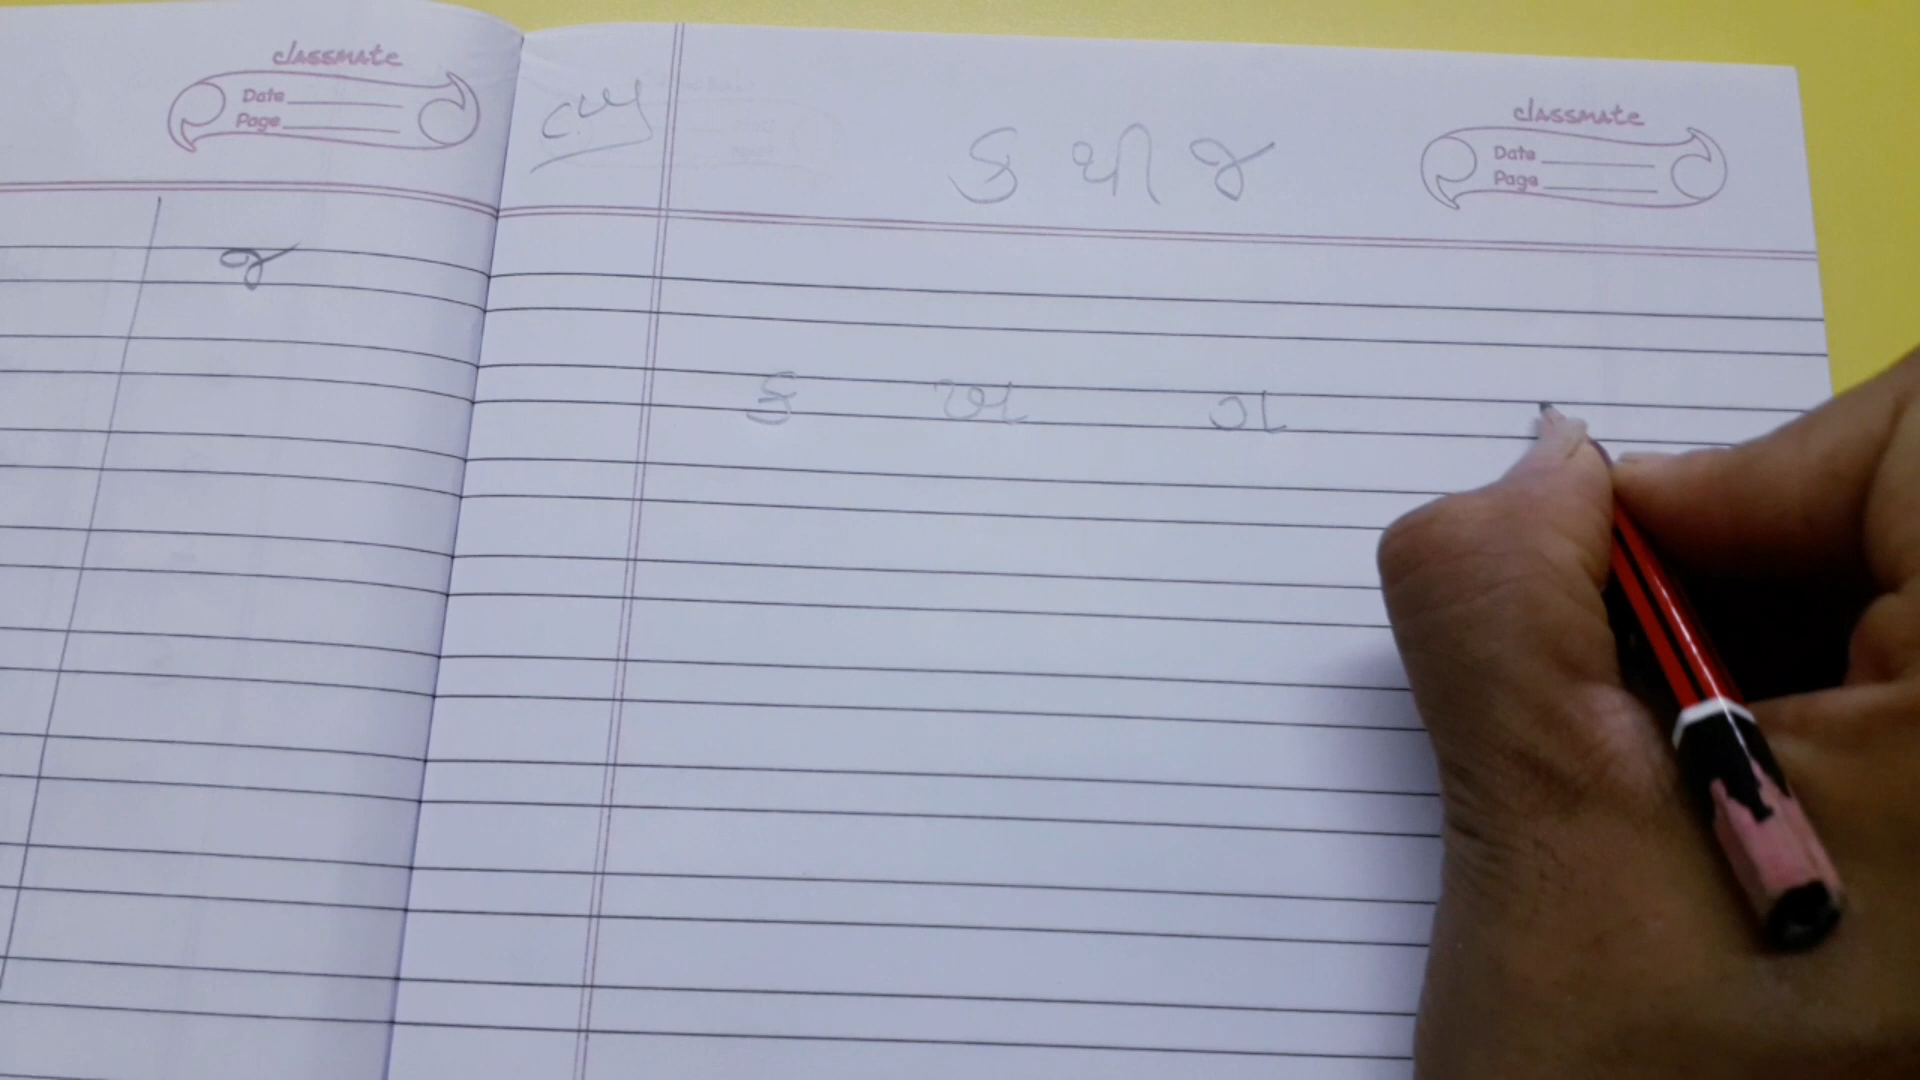 classmate
Date
Page
જ
classmate
Date
Page
ક થી જ
ક ખ ગ